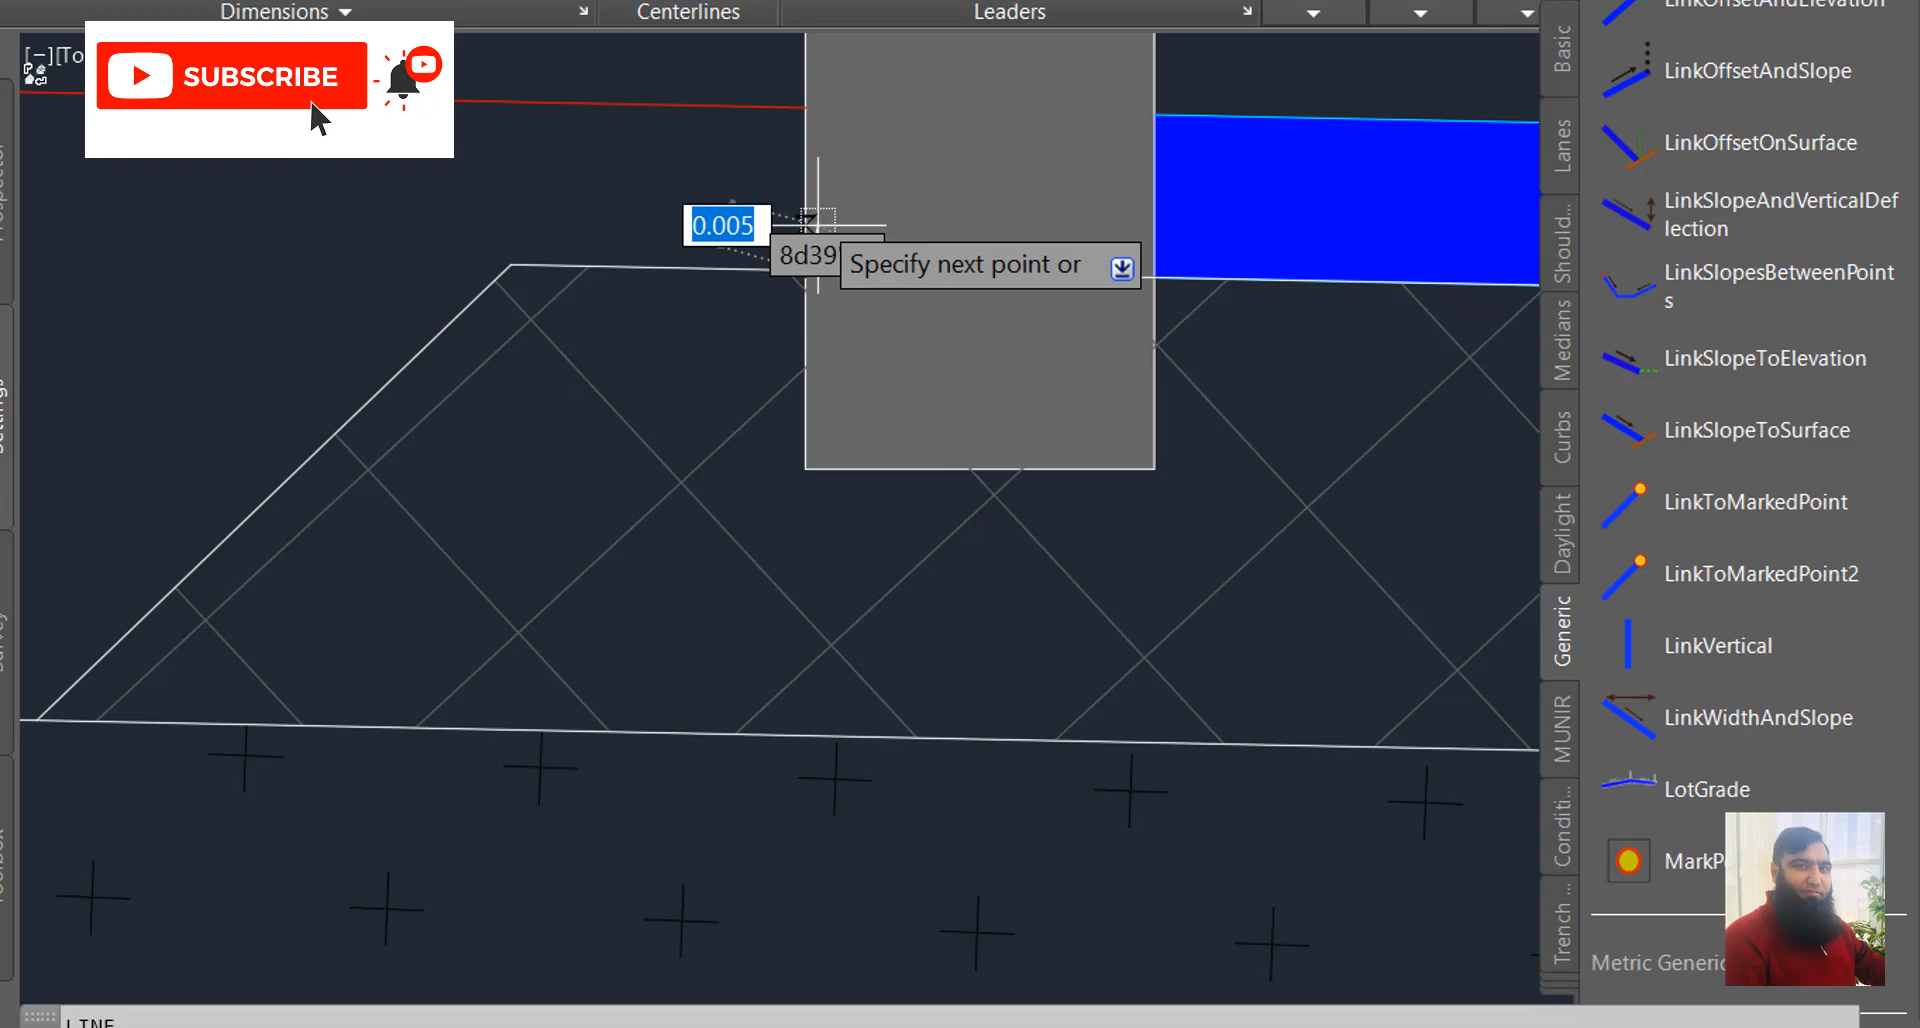 Dimensions
Centerlines
Leaders
[−][To
SUBSCRIBE
0.005
8d39'
Specify next point or
Basic
Lanes
Should...
Medians
Curbs
Daylight
Generic
MUNIR
Conditi...
Trench ...
LinkOffsetAndElevation
LinkOffsetAndSlope
LinkOffsetOnSurface
LinkSlopeAndVerticalDef
lection
LinkSlopesBetweenPoint
s
LinkSlopeToElevation
LinkSlopeToSurface
LinkToMarkedPoint
LinkToMarkedPoint2
LinkVertical
LinkWidthAndSlope
LotGrade
MarkP
Metric Generic
LINE